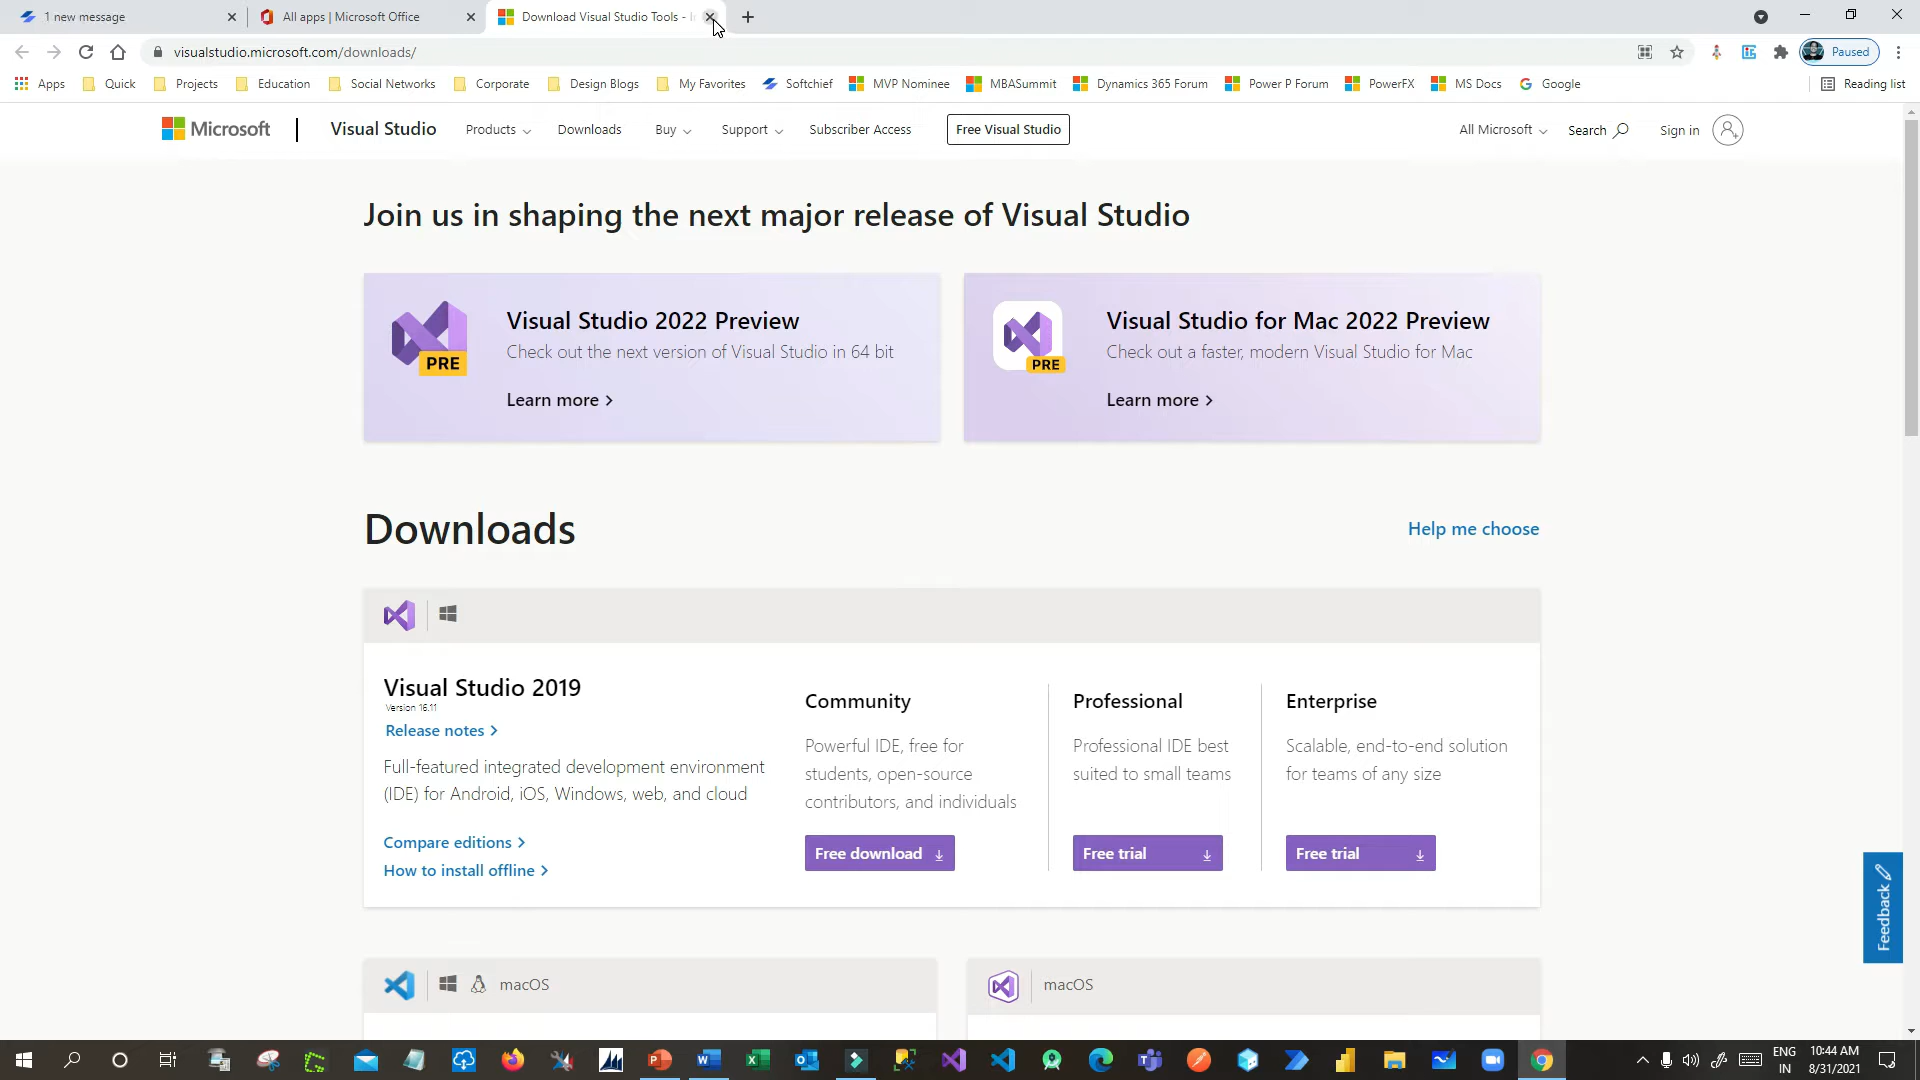 1 new message
All apps | Microsoft Office
Download Visual Studio Tools -
visualstudio.microsoft.com/downloads/
Paused
Apps
Quick
Projects
Education
Social Networks
Corporate
Design Blogs
My Favorites
Softchief
MVP Nominee
MBASummit
Dynamics 365 Forum
Power P Forum
PowerFX
MS Docs
Google
Reading list
Microsoft
Visual Studio
Products
Downloads
Buy
Support
Subscriber Access
Free Visual Studio
All Microsoft
Search
Sign in
Join us in shaping the next major release of Visual Studio
PRE
Visual Studio 2022 Preview
Check out the next version of Visual Studio in 64 bit
Learn more
PRE
Visual Studio for Mac 2022 Preview
Check out a faster, modern Visual Studio for Mac
Learn more
Downloads
Help me choose
Visual Studio 2019
Version 16.11
Release notes
Full-featured integrated development environment
(IDE) for Android, iOS, Windows, web, and cloud
Compare editions
How to install offline
Community
Powerful IDE, free for
students, open-source
contributors, and individuals
Free download
Professional
Professional IDE best
suited to small teams
Free trial
Enterprise
Scalable, end-to-end solution
for teams of any size
Free trial
Feedback
macOS
macOS
ENG
IN
10:44 AM
8/31/2021